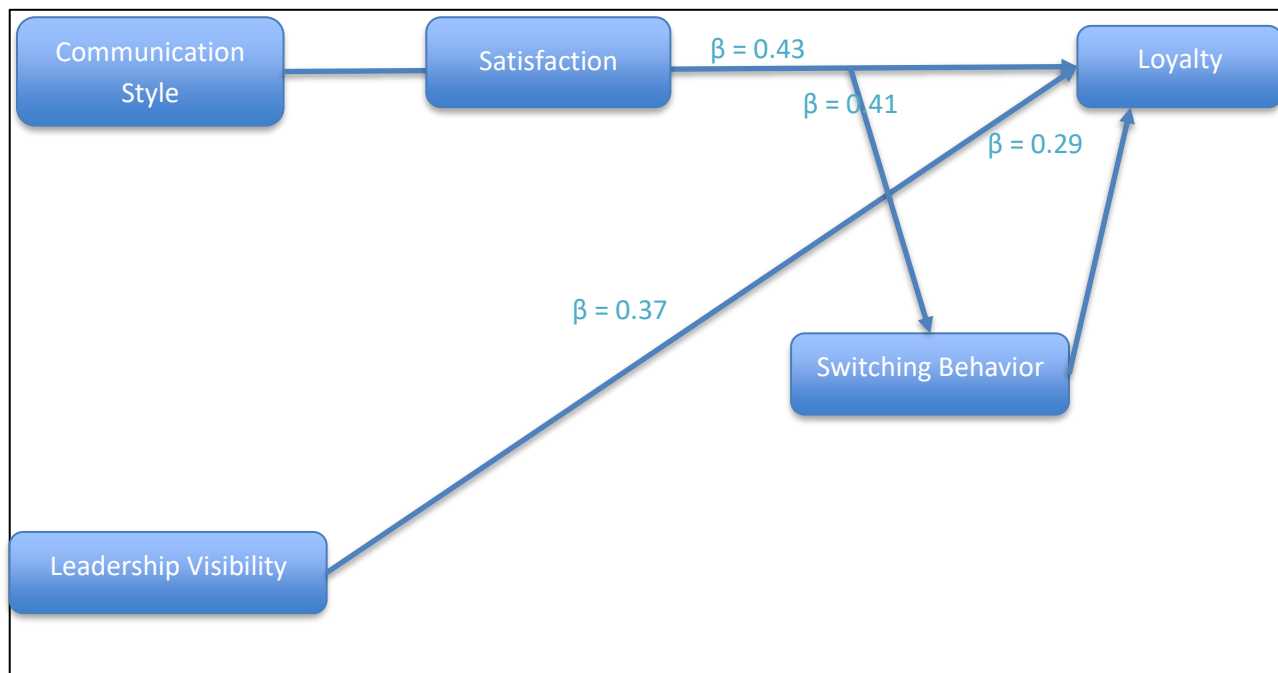 Communication
Style
Satisfaction
β = 0.43
Loyalty
β = 0.41
β = 0.29
β = 0.37
Switching Behavior
Leadership Visibility